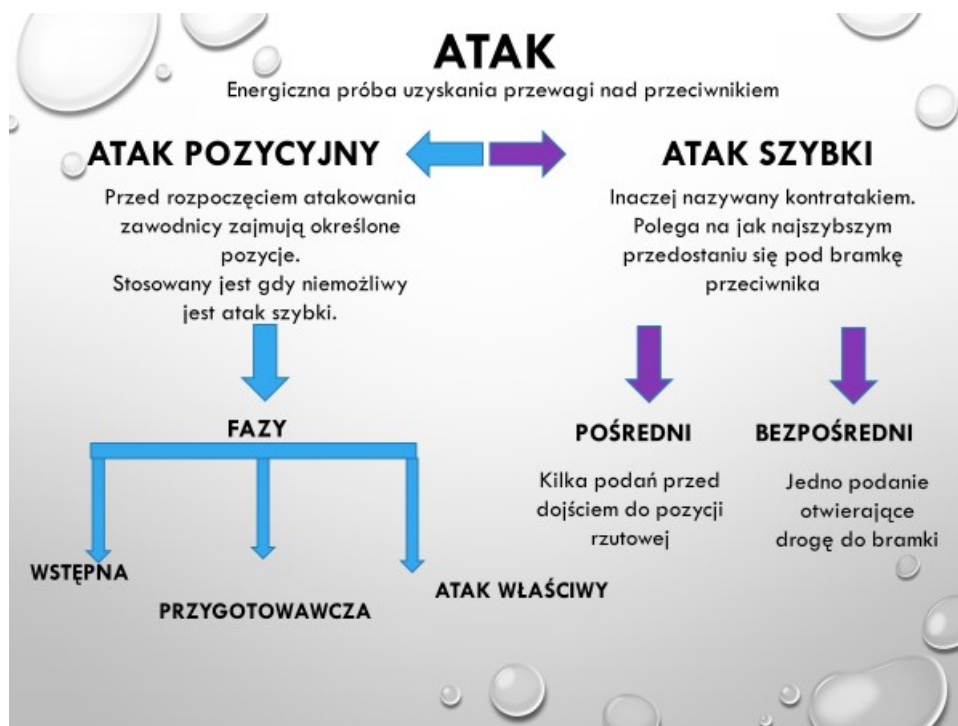 ATAK
Energiczna próba uzyskania przewagi nad przeciwnikiem
ATAK POZYCYJNY
Przed rozpoczęciem atakowania
zawodnicy zajmują określone
pozycje.
Stosowany jest gdy niemożliwy
jest atak szybki.
FAZY
WSTĘPNA
PRZYGOTOWAWCZA
ATAK WŁAŚCIWY
ATAK SZYBKI
Inaczej nazywany kontratakiem.
Polega na jak najszybszym
przedostaniu się pod bramkę
przeciwnika
POŚREDNI
Kilka podań przed
dojściem do pozycji
rzutowej
BEZPOŚREDNI
Jedno podanie
otwierające
drogę do bramki